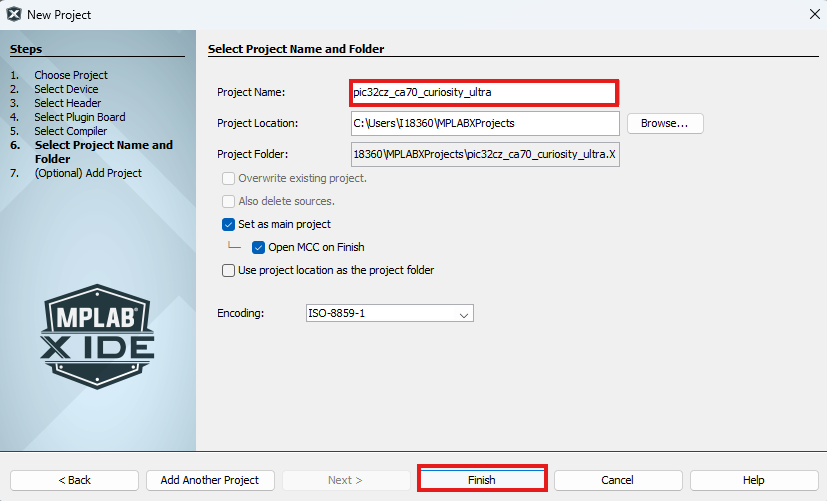 New Project
Steps
1. Choose Project
2. Select Device
3. Select Header
4. Select Plugin Board
5. Select Compiler
6. Select Project Name and
Folder
7. (Optional) Add Project
MPLAB®
X IDE
Select Project Name and Folder
Project Name: pic32cz_ca70_curiosity_ultra
Project Location: C:\Users\I18360\MPLABXProjects Browse...
Project Folder: 18360\MPLABXProjects\pic32cz_ca70_curiosity_ultra.X
Overwrite existing project.
Also delete sources.
Set as main project
Open MCC on Finish
Use project location as the project folder
Encoding: ISO-8859-1
< Back Add Another Project Next > Finish Cancel Help